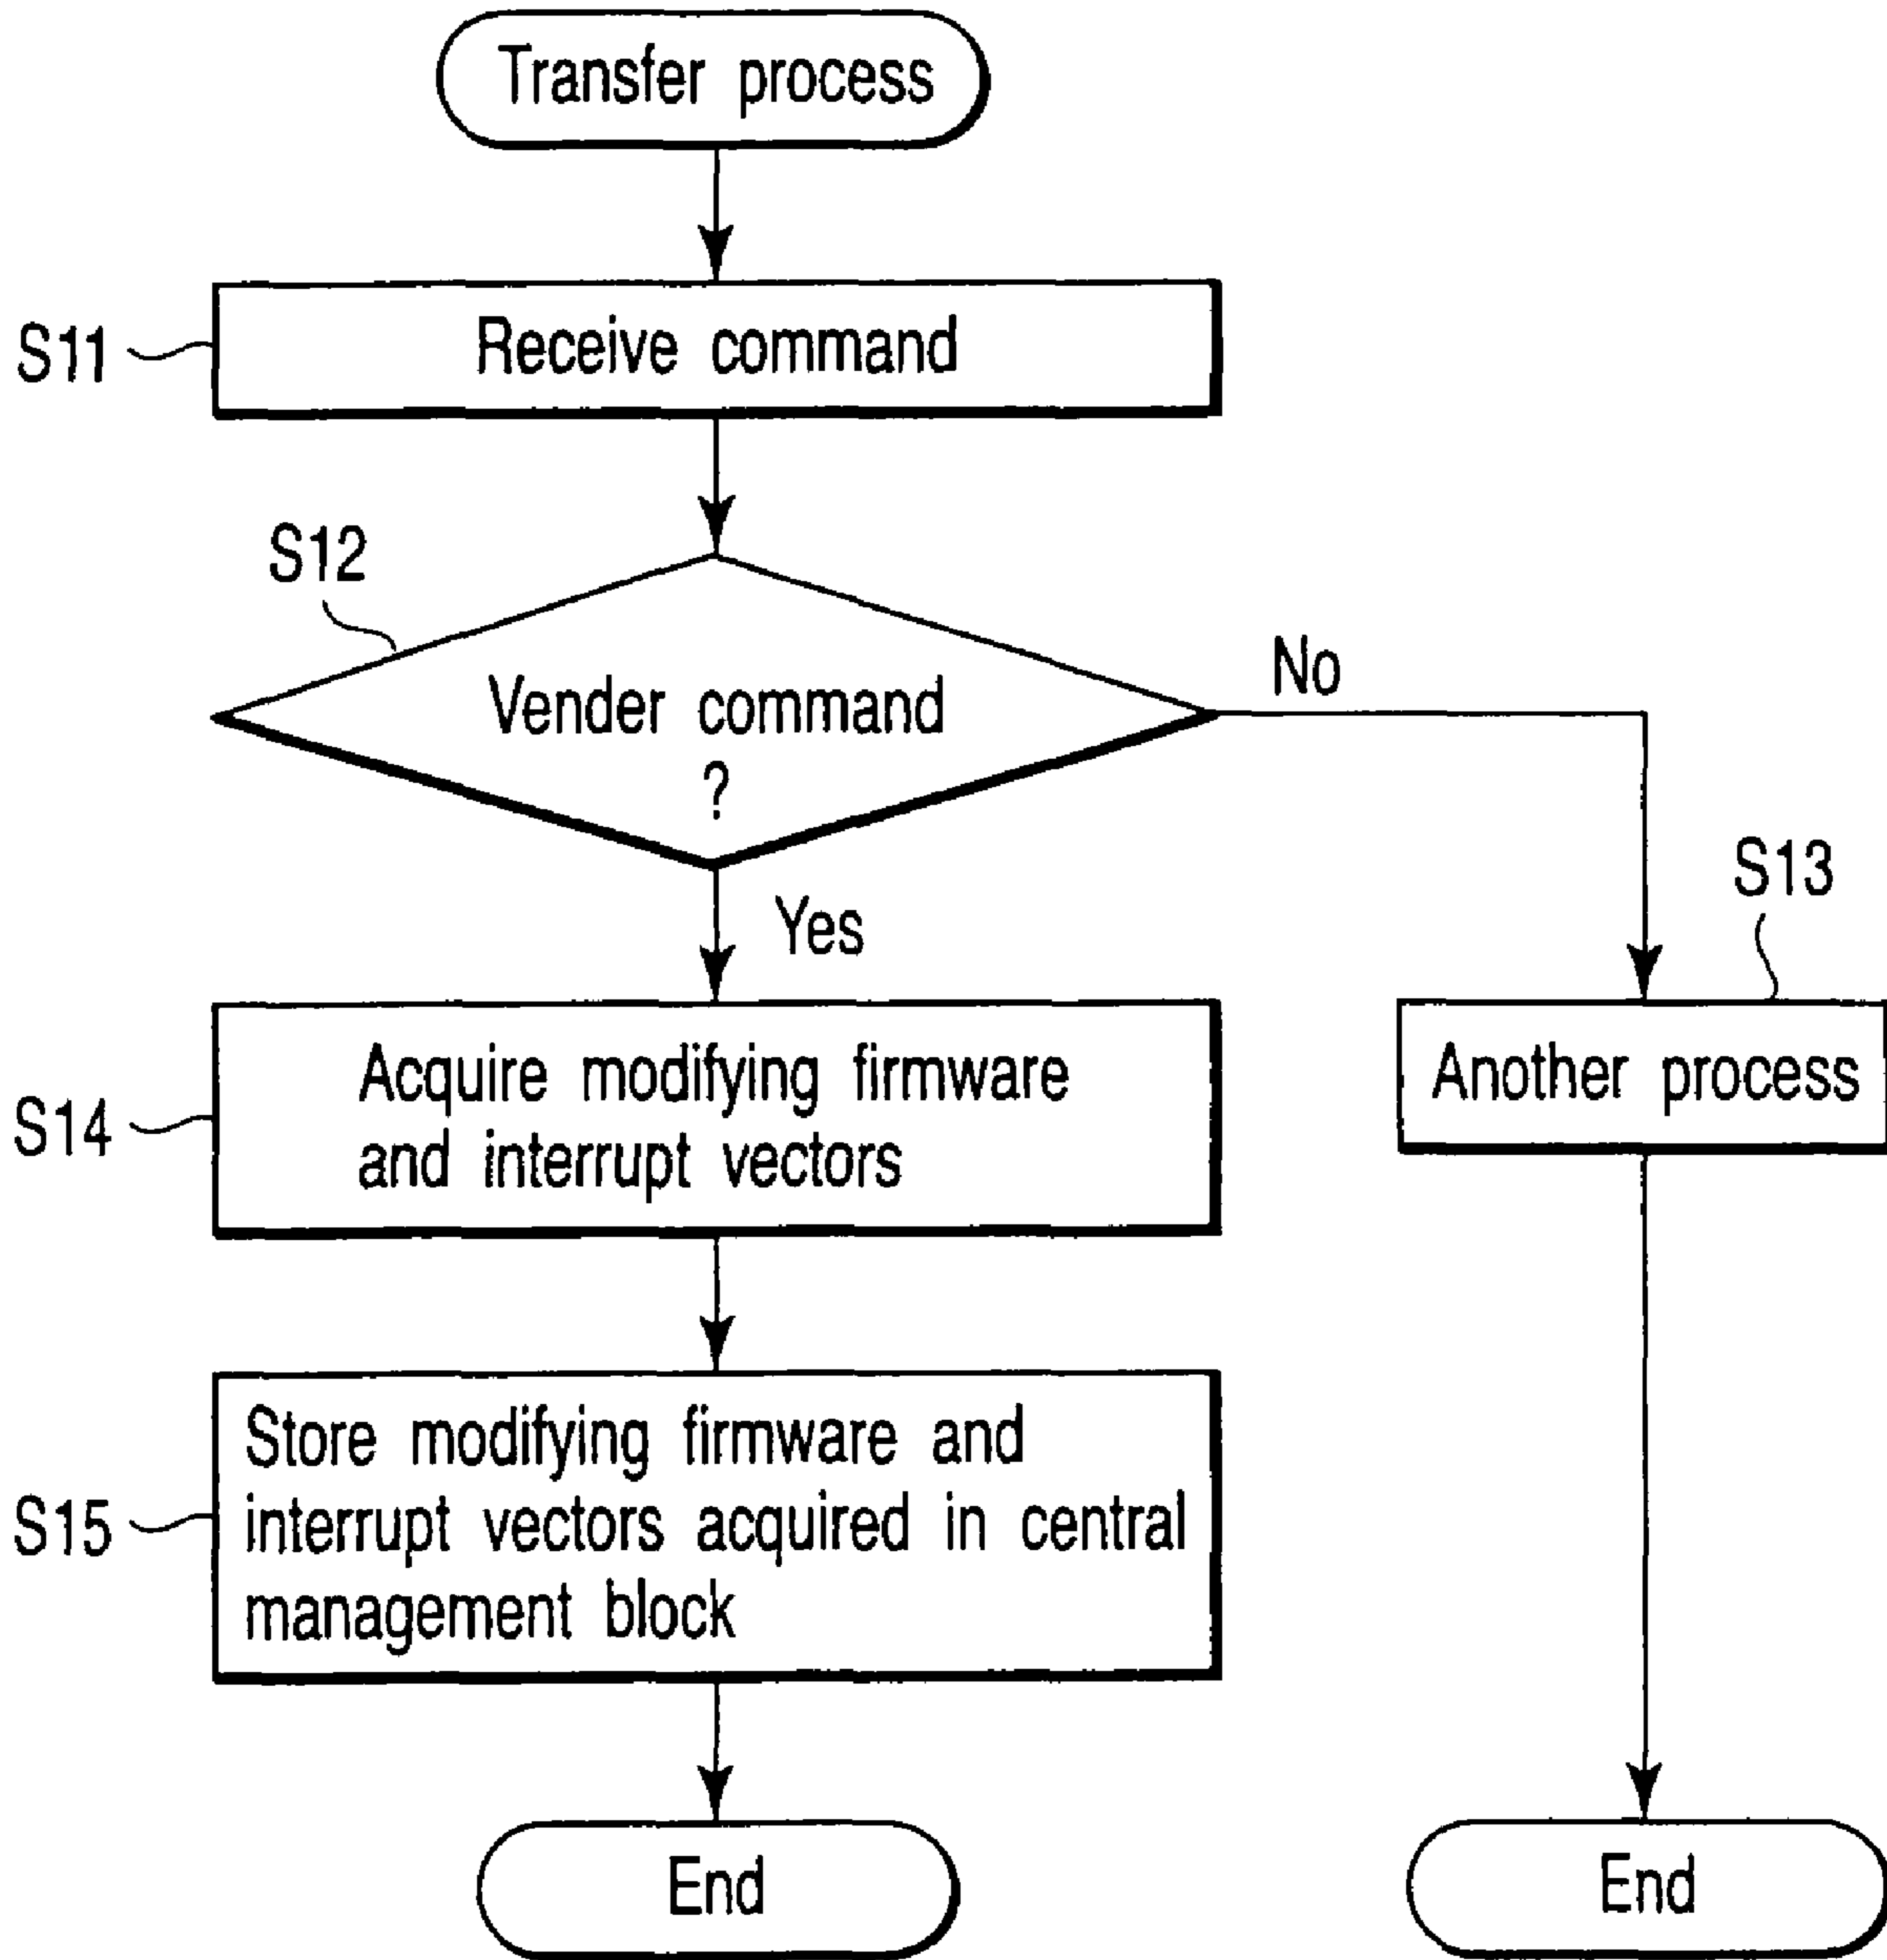 Transfer process
S11
Receive command
S12
Vender command
?
No
Yes
S13
Another process
S14
Acquire modifying firmware
and interrupt vectors
S15
Store modifying firmware and
interrupt vectors acquired in central
management block
End
End